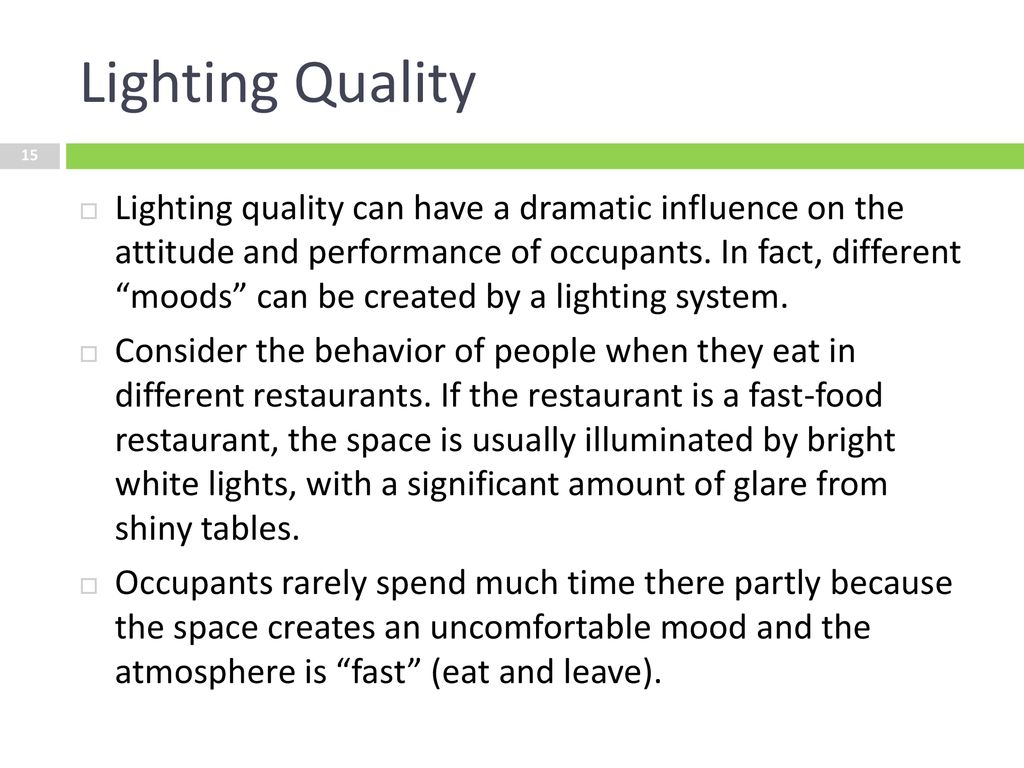 Lighting Quality
15
Lighting quality can have a dramatic influence on the
attitude and performance of occupants. In fact, different
“moods” can be created by a lighting system.
Consider the behavior of people when they eat in
different restaurants. If the restaurant is a fast-food
restaurant, the space is usually illuminated by bright
white lights, with a significant amount of glare from
shiny tables.
Occupants rarely spend much time there partly because
the space creates an uncomfortable mood and the
atmosphere is “fast” (eat and leave).